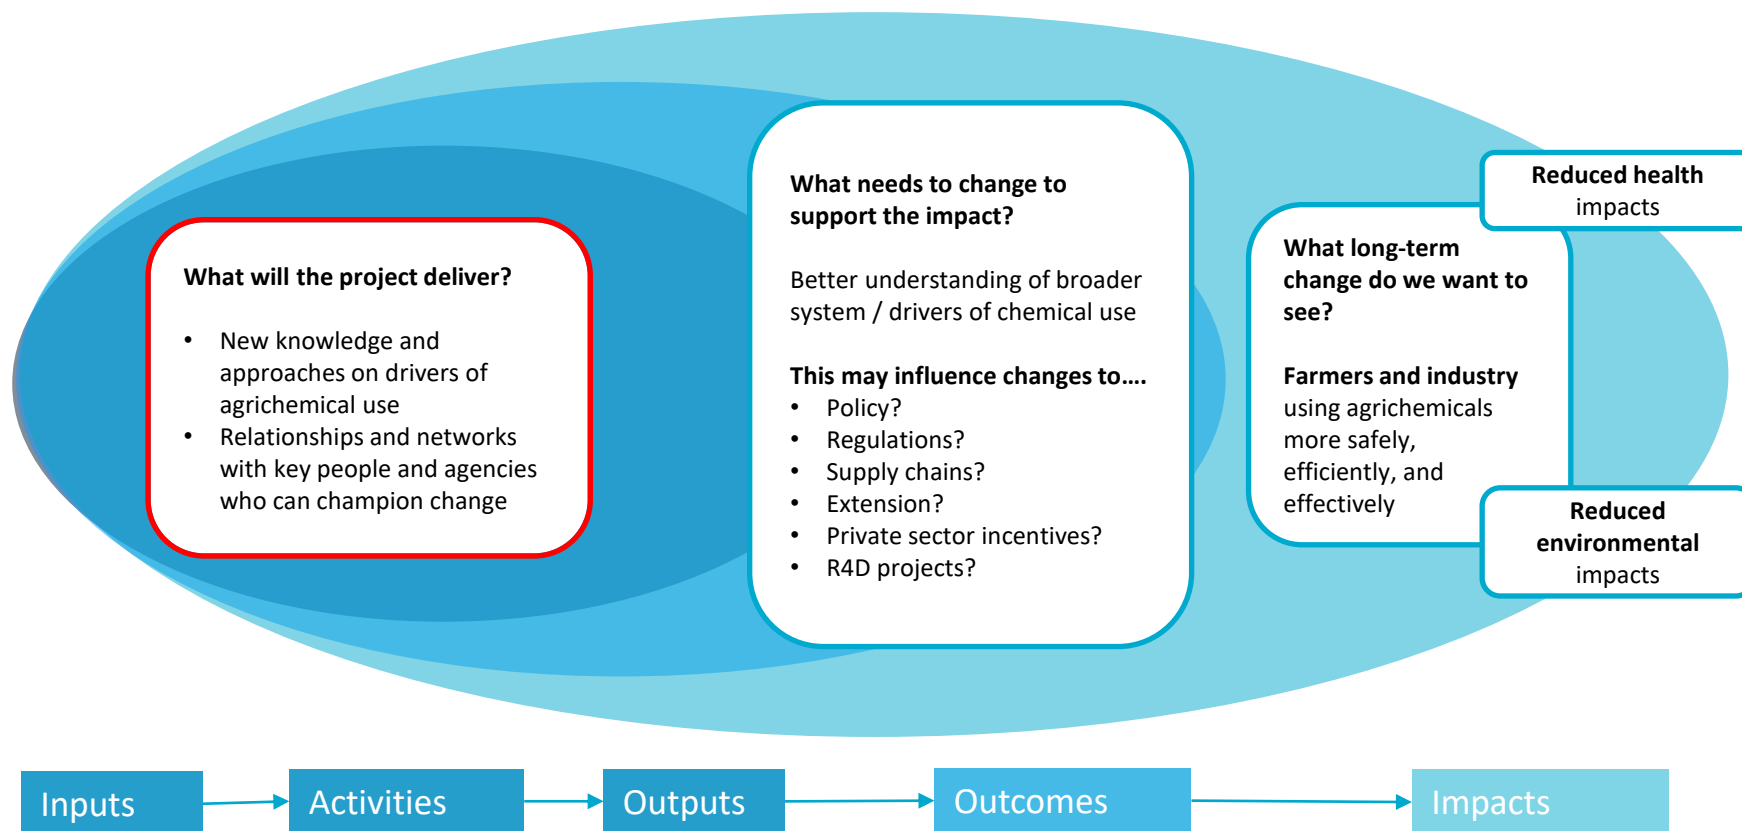 What will the project deliver?
• New knowledge and
approaches on drivers of
agrichemical use
• Relationships and networks
with key people and agencies
who can champion change
What needs to change to
support the impact?
Better understanding of broader
system / drivers of chemical use
This may influence changes to….
• Policy?
• Regulations?
• Supply chains?
• Extension?
• Private sector incentives?
• R4D projects?
Reduced health
impacts
What long-term
change do we want to
see?
Farmers and industry
using agrichemicals
more safely,
efficiently, and
effectively
Reduced
environmental
impacts
Inputs
Activities
Outputs
Outcomes
Impacts